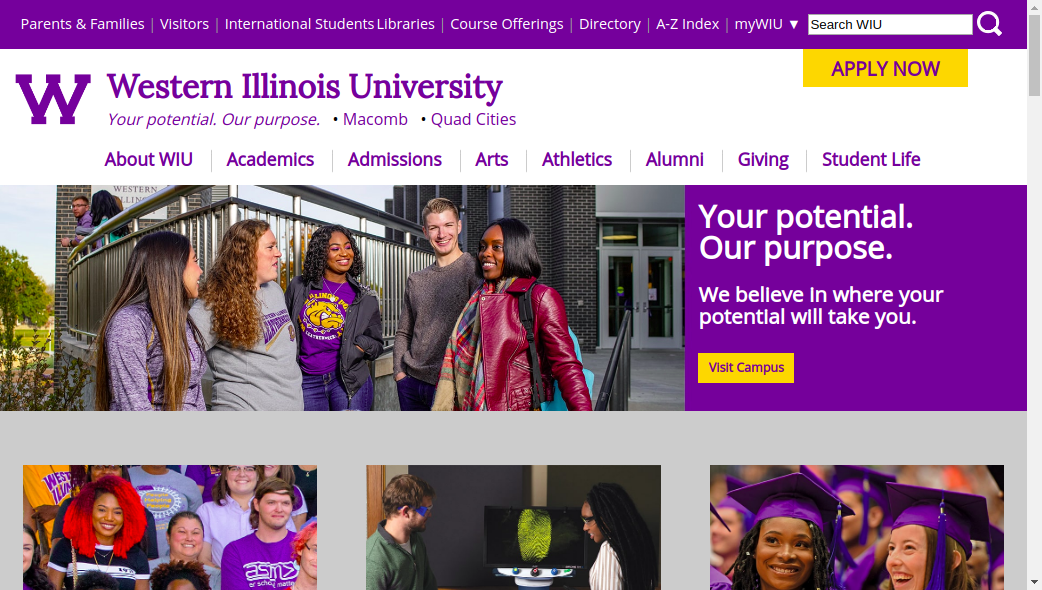 Parents & Families | Visitors | International Students Libraries | Course Offerings | Directory | A-Z Index | myWIU ▼ Search WIU
APPLY NOW
W Western Illinois University
Your potential. Our purpose. • Macomb • Quad Cities
About WIU Academics Admissions Arts Athletics Alumni Giving Student Life
WESTERN
Your potential.
Our purpose.
We believe in where your
potential will take you.
Visit Campus
asms